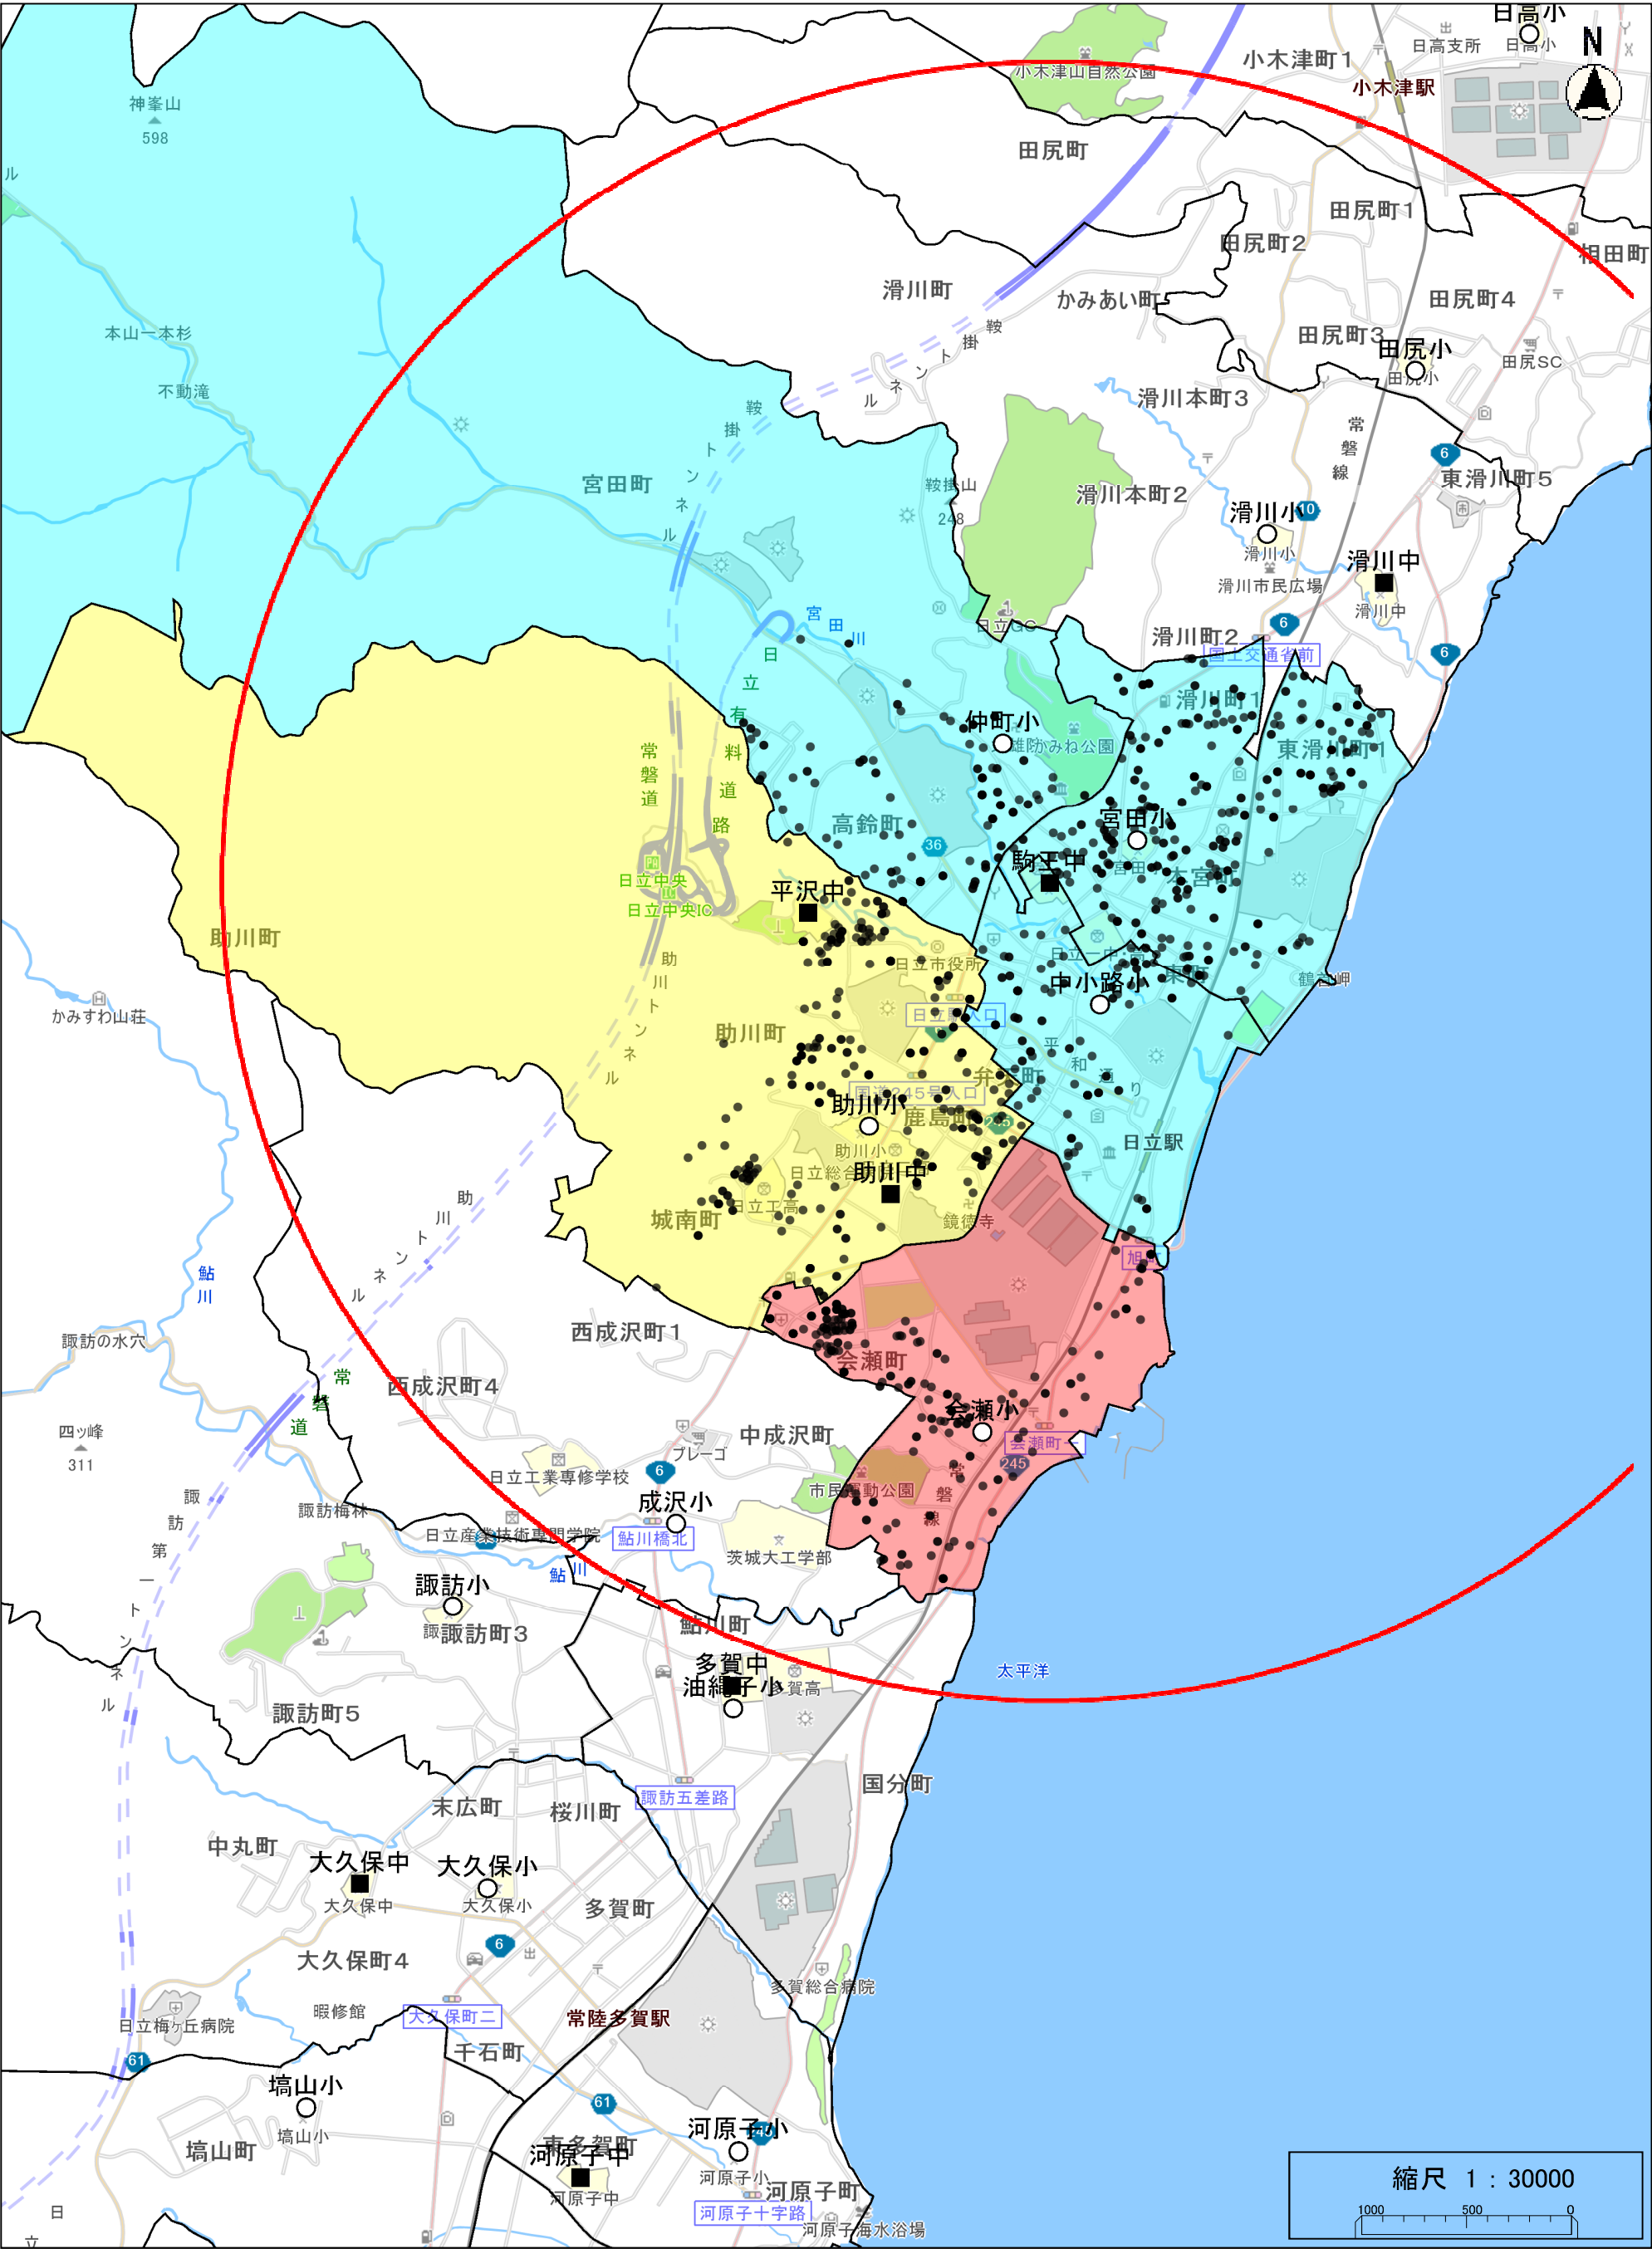 日高小
N
小木津町1
日高支所
日高小
小木津山自然公園
小木津駅
神峯山
598
ル
田尻町
田尻町1
田尻町2
相田町
滑川町
かみあい町
田尻町4
田尻町3
田尻小
田尻小
田尻SC
本山一本杉
不動滝
鞍掛トンネル
滑川本町3
常磐線
6
東滑川町5
鞍掛トンネル
宮田町
鞍掛山
248
滑川本町2
滑川小
10
滑川小
滑川中
滑川市民広場
滑川中
宮田川
日立GC
滑川町2
6
国土交通省前
6
日立有料道路
滑川町1
仲町小
かみね公園
東滑川町1
常磐道
高鈴町
宮田小
36
駒王中
本宮町
日立中央
日立中央IC
平沢中
助川町
助川トンネル
日立市役所
日立一中・高
中小路小
東町
鶴首岬
かみすわ山荘
助川町
日立駅入口
平和通り
弁天町
国道245号入口
助川小
鹿島町
助川小
日立総合病院
助川中
日立駅
日立工高
城南町
鏡徳寺
助川トンネル
旭町
鮎川
西成沢町1
諏訪の水穴
会瀬町
常磐道
西成沢町4
会瀬小
四ッ峰
311
中成沢町
会瀬町一
プレーゴ
245
6
日立工業専修学校
市民運動公園
常磐線
諏訪第一トンネル
諏訪梅林
成沢小
日立産業技術専門学院
鮎川橋北
茨城大工学部
鮎川
諏訪小
諏訪町3
鮎川町
多賀中
油縄子小
多賀高
太平洋
諏訪町5
国分町
諏訪五差路
末広町
桜川町
中丸町
大久保中
大久保小
大久保中
大久保小
多賀町
6
大久保町4
多賀総合病院
暇修館
大久保町二
常陸多賀駅
日立梅ヶ丘病院
千石町
61
塙山小
61
塙山小
塙山町
河原子小
東多賀町
河原子中
河原子小
河原子中
河原子町
河原子十字路
河原子海水浴場
日立
縮尺 1：30000
1000 500 0